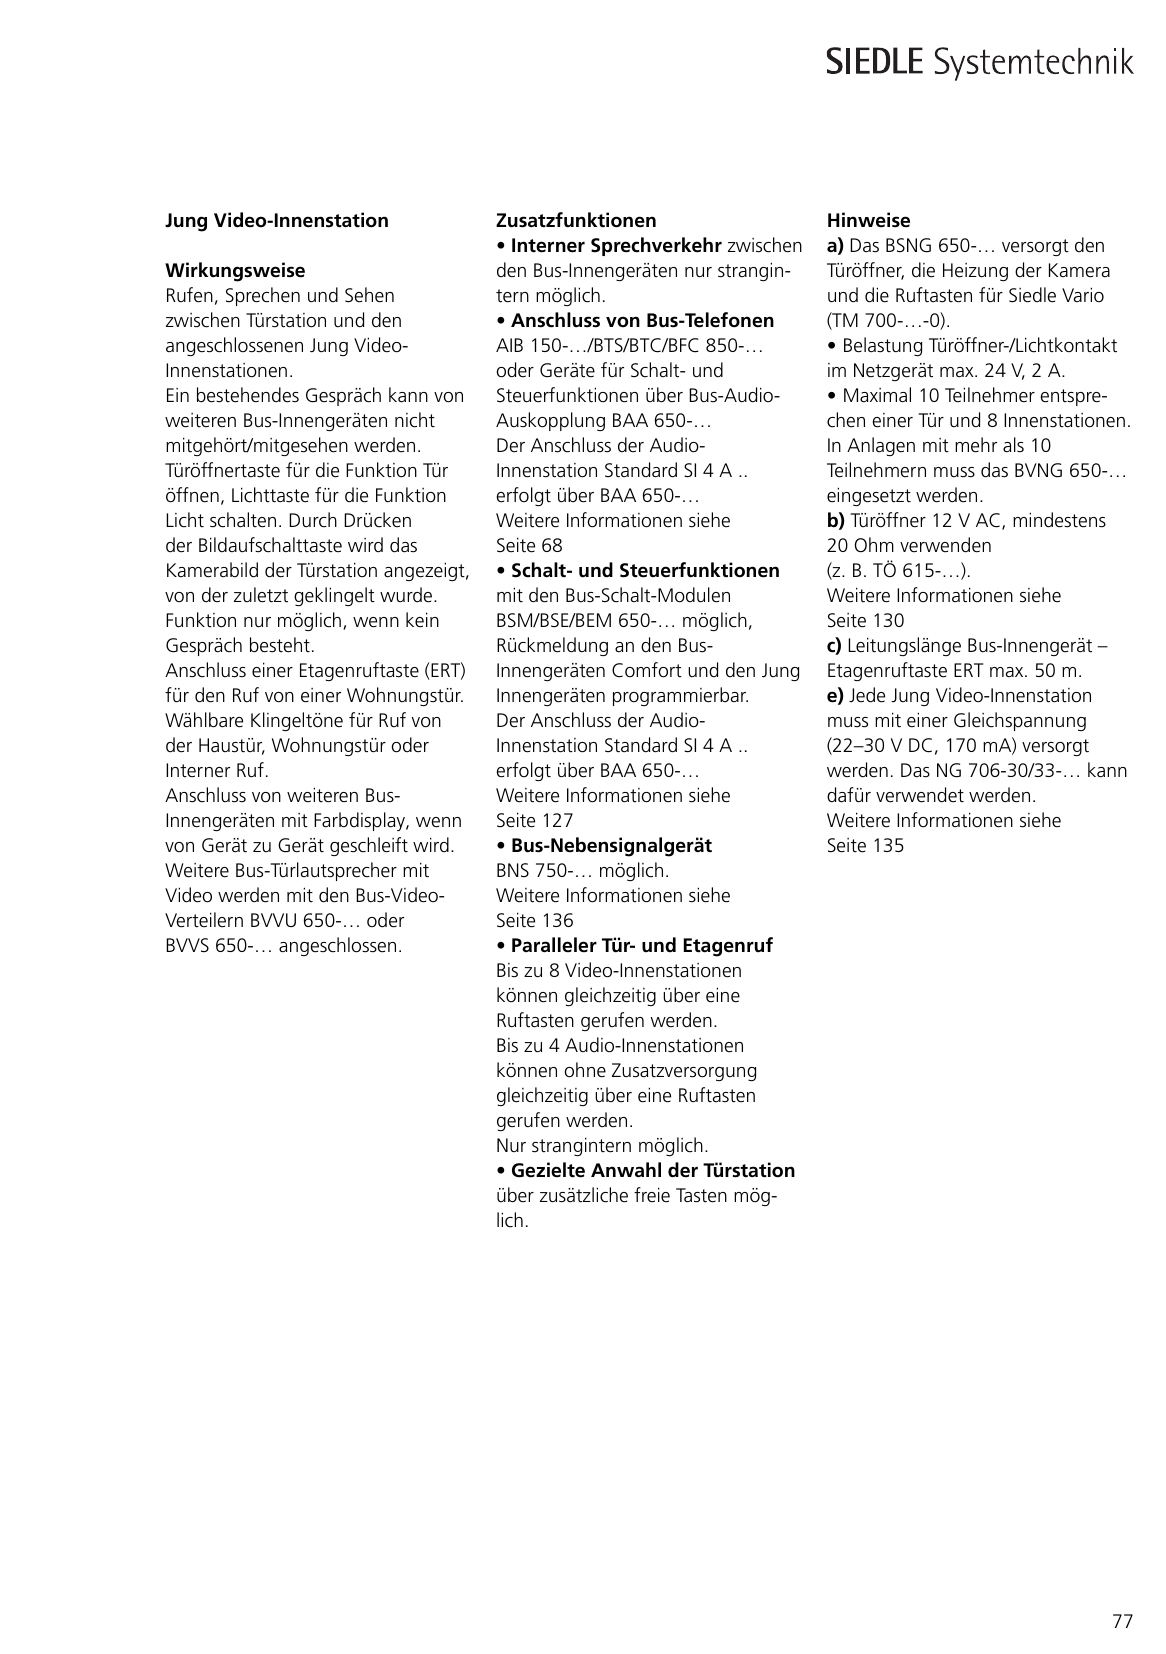 SIEDLE Systemtechnik
Jung Video-Innenstation
Wirkungsweise
Rufen, Sprechen und Sehen
zwischen Türstation und den
angeschlossenen Jung Video-
Innenstationen.
Ein bestehendes Gespräch kann von
weiteren Bus-Innengeräten nicht
mitgehört/mitgesehen werden.
Türöffnertaste für die Funktion Tür
öffnen, Lichttaste für die Funktion
Licht schalten. Durch Drücken
der Bildaufschalttaste wird das
Kamerabild der Türstation angezeigt,
von der zuletzt geklingelt wurde.
Funktion nur möglich, wenn kein
Gespräch besteht.
Anschluss einer Etagenruftaste (ERT)
für den Ruf von einer Wohnungstür.
Wählbare Klingeltöne für Ruf von
der Haustür, Wohnungstür oder
Interner Ruf.
Anschluss von weiteren Bus-
Innengeräten mit Farbdisplay, wenn
von Gerät zu Gerät geschleift wird.
Weitere Bus-Türlautsprecher mit
Video werden mit den Bus-Video-
Verteilern BVVU 650-… oder
BVVS 650-… angeschlossen.
Zusatzfunktionen
• Interner Sprechverkehr zwischen
den Bus-Innengeräten nur strangin-
tern möglich.
• Anschluss von Bus-Telefonen
AIB 150-…/BTS/BTC/BFC 850-…
oder Geräte für Schalt- und
Steuerfunktionen über Bus-Audio-
Auskopplung BAA 650-…
Der Anschluss der Audio-
Innenstation Standard SI 4 A ..
erfolgt über BAA 650-…
Weitere Informationen siehe
Seite 68
• Schalt- und Steuerfunktionen
mit den Bus-Schalt-Modulen
BSM/BSE/BEM 650-… möglich,
Rückmeldung an den Bus-
Innengeräten Comfort und den Jung
Innengeräten programmierbar.
Der Anschluss der Audio-
Innenstation Standard SI 4 A ..
erfolgt über BAA 650-…
Weitere Informationen siehe
Seite 127
• Bus-Nebensignalgerät
BNS 750-… möglich.
Weitere Informationen siehe
Seite 136
• Paralleler Tür- und Etagenruf
Bis zu 8 Video-Innenstationen
können gleichzeitig über eine
Ruftasten gerufen werden.
Bis zu 4 Audio-Innenstationen
können ohne Zusatzversorgung
gleichzeitig über eine Ruftasten
gerufen werden.
Nur strangintern möglich.
• Gezielte Anwahl der Türstation
über zusätzliche freie Tasten mög-
lich.
Hinweise
a) Das BSNG 650-… versorgt den
Türöffner, die Heizung der Kamera
und die Ruftasten für Siedle Vario
(TM 700-…-0).
• Belastung Türöffner-/Lichtkontakt
im Netzgerät max. 24 V, 2 A.
• Maximal 10 Teilnehmer entspre-
chen einer Tür und 8 Innenstationen.
In Anlagen mit mehr als 10
Teilnehmern muss das BVNG 650-…
eingesetzt werden.
b) Türöffner 12 V AC, mindestens
20 Ohm verwenden
(z. B. TÖ 615-…).
Weitere Informationen siehe
Seite 130
c) Leitungslänge Bus-Innengerät –
Etagenruftaste ERT max. 50 m.
e) Jede Jung Video-Innenstation
muss mit einer Gleichspannung
(22–30 V DC, 170 mA) versorgt
werden. Das NG 706-30/33-… kann
dafür verwendet werden.
Weitere Informationen siehe
Seite 135
77